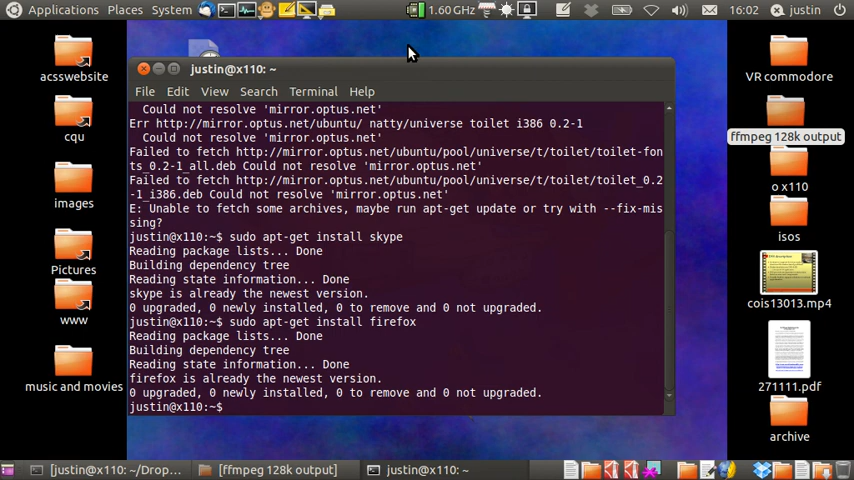 Applications Places System
1.60 GHz
16:02
justin
justin@x110: ~
File Edit View Search Terminal Help
Could not resolve 'mirror.optus.net'
Err http://mirror.optus.net/ubuntu/ natty/universe toilet i386 0.2-1
Could not resolve 'mirror.optus.net'
Failed to fetch http://mirror.optus.net/ubuntu/pool/universe/t/toilet/toilet-fon
ts_0.2-1_all.deb Could not resolve 'mirror.optus.net'
Failed to fetch http://mirror.optus.net/ubuntu/pool/universe/t/toilet/toilet_0.2
-1_i386.deb Could not resolve 'mirror.optus.net'
E: Unable to fetch some archives, maybe run apt-get update or try with --fix-mis
sing?
justin@x110:~$ sudo apt-get install skype
Reading package lists... Done
Building dependency tree
Reading state information... Done
skype is already the newest version.
0 upgraded, 0 newly installed, 0 to remove and 0 not upgraded.
justin@x110:~$ sudo apt-get install firefox
Reading package lists... Done
Building dependency tree
Reading state information... Done
firefox is already the newest version.
0 upgraded, 0 newly installed, 0 to remove and 0 not upgraded.
justin@x110:~$
acsswebsite
cqu
images
Pictures
www
music and movies
VR commodore
ffmpeg 128k output
o x110
isos
cois13013.mp4
271111.pdf
archive
[justin@x110: ~/Drop...
[ffmpeg 128k output]
justin@x110: ~